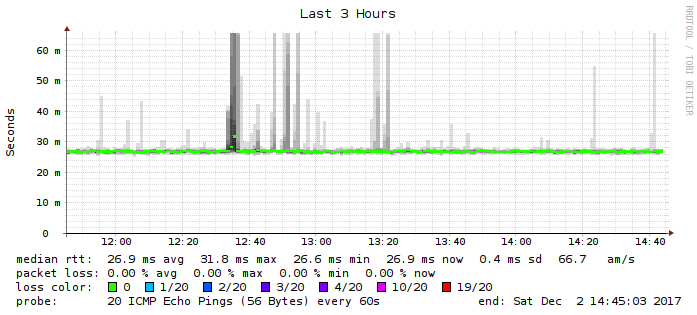 Last 3 Hours
RRDTOOL / TOBI OETIKER
Seconds
60 m
50 m
40 m
30 m
20 m
10 m
0
12:00 12:20 12:40 13:00 13:20 13:40 14:00 14:20 14:40
median rtt: 26.9 ms avg 31.8 ms max 26.6 ms min 26.9 ms now 0.4 ms sd 66.7 am/s
packet loss: 0.00 % avg 0.00 % max 0.00 % min 0.00 % now
loss color: 0 1/20 2/20 3/20 4/20 10/20 19/20
probe: 20 ICMP Echo Pings (56 Bytes) every 60s end: Sat Dec 2 14:45:03 2017